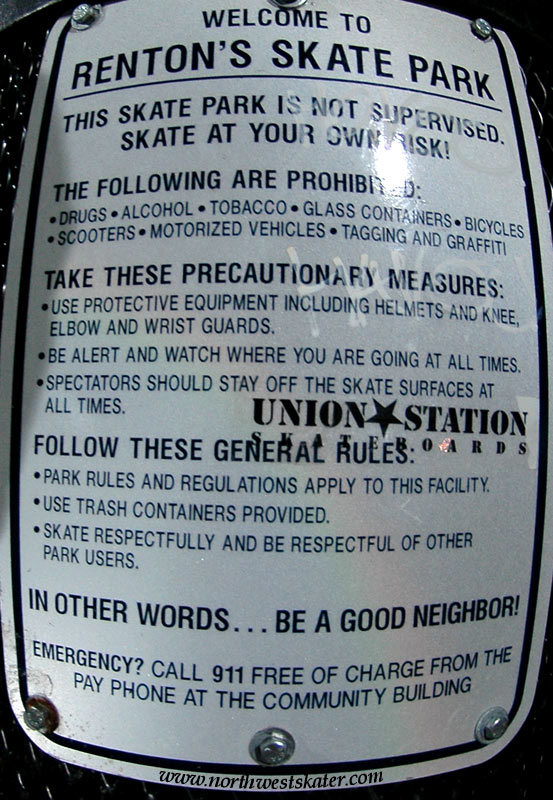 WELCOME TO
RENTON'S SKATE PARK
THIS SKATE PARK IS NOT SUPERVISED.
SKATE AT YOUR OWN RISK!
THE FOLLOWING ARE PROHIBITED:
• DRUGS • ALCOHOL • TOBACCO • GLASS CONTAINERS • BICYCLES
• SCOOTERS • MOTORIZED VEHICLES • TAGGING AND GRAFFITI
TAKE THESE PRECAUTIONARY MEASURES:
• USE PROTECTIVE EQUIPMENT INCLUDING HELMETS AND KNEE,
ELBOW AND WRIST GUARDS.
• BE ALERT AND WATCH WHERE YOU ARE GOING AT ALL TIMES.
• SPECTATORS SHOULD STAY OFF THE SKATE SURFACES AT
ALL TIMES.
UNION★STATION
SKATEBOARDS
FOLLOW THESE GENERAL RULES:
• PARK RULES AND REGULATIONS APPLY TO THIS FACILITY.
• USE TRASH CONTAINERS PROVIDED.
• SKATE RESPECTFULLY AND BE RESPECTFUL OF OTHER
PARK USERS.
IN OTHER WORDS... BE A GOOD NEIGHBOR!
EMERGENCY? CALL 911 FREE OF CHARGE FROM THE
PAY PHONE AT THE COMMUNITY BUILDING
www.northwestskater.com